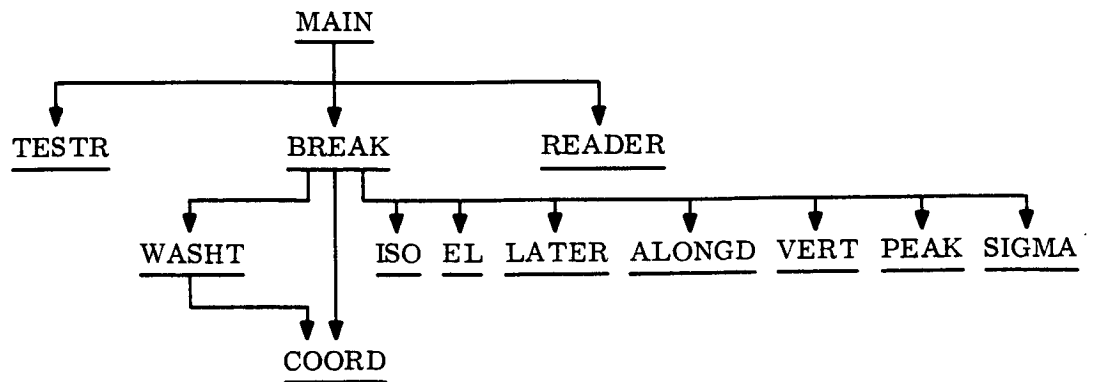 MAIN
TESTR BREAK READER
WASHT ISO EL LATER ALONGD VERT PEAK SIGMA
COORD